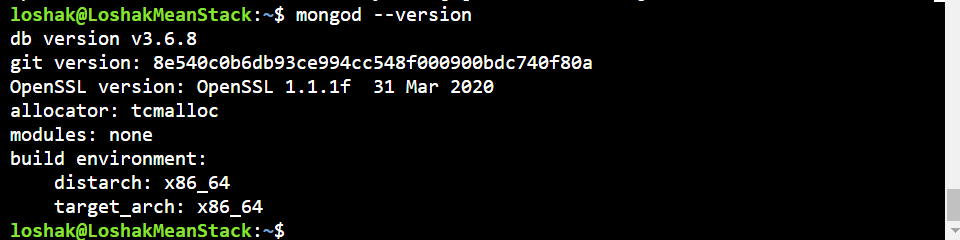 loshak@LoshakMeanStack:~$ mongod --version
db version v3.6.8
git version: 8e540c0b6db93ce994cc548f000900bdc740f80a
OpenSSL version: OpenSSL 1.1.1f  31 Mar 2020
allocator: tcmalloc
modules: none
build environment:
    distarch: x86_64
    target_arch: x86_64
loshak@LoshakMeanStack:~$